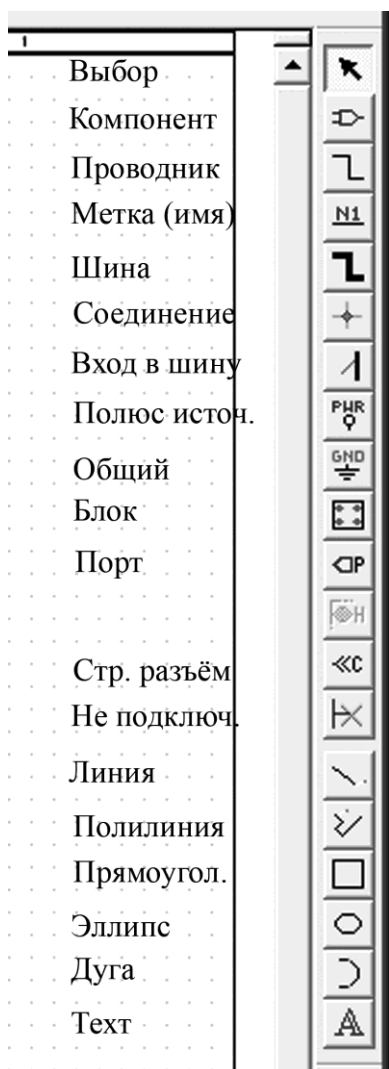 Выбор
Компонент
Проводник
Метка (имя) N1
Шина
Соединение
Вход в шину
Полюс источ. PWR
Общий GND
Блок
Порт P
H
Стр. разъём C
Не подключ.
Линия
Полилиния
Прямоугол.
Эллипс
Дуга
Техт A